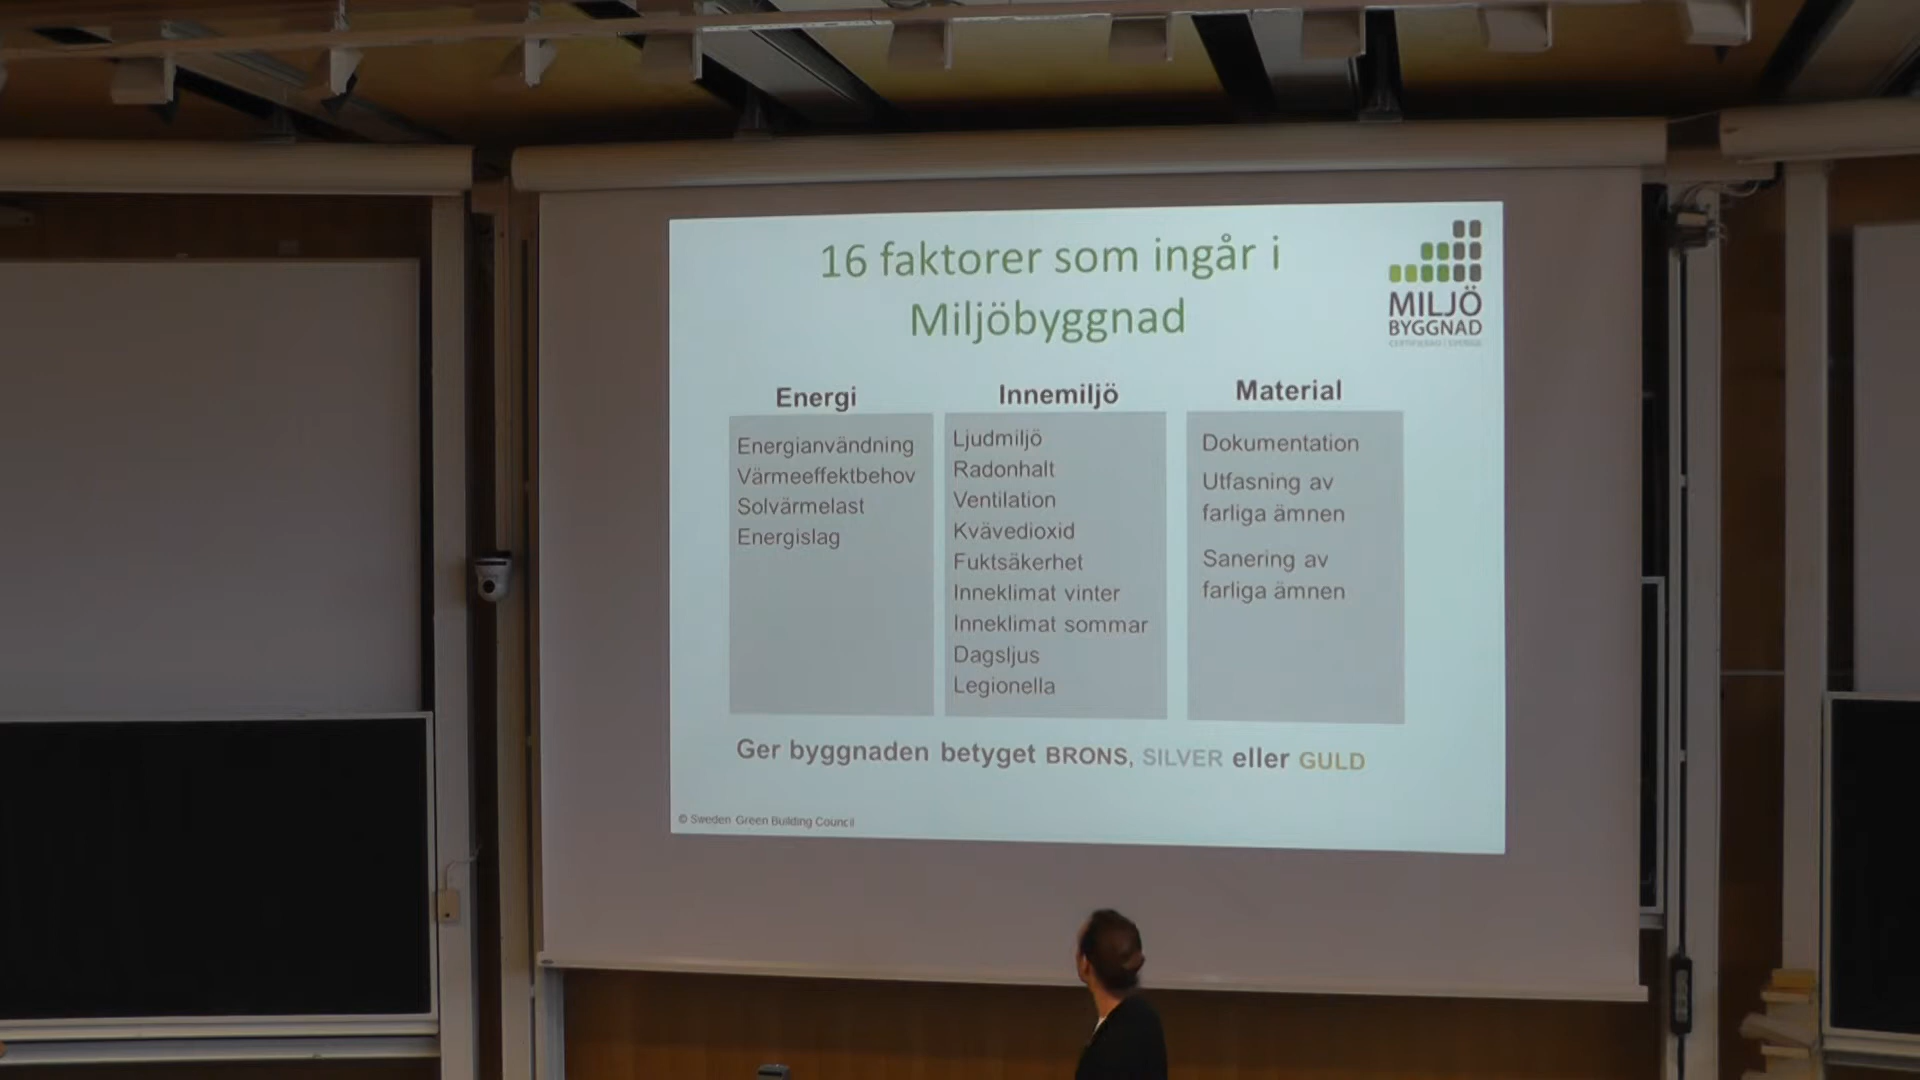 16 faktorer som ingår i
Miljöbyggnad
MILJÖ
BYGGNAD
Energi
Energianvändning
Värmeeffektbehov
Solvärmelast
Energislag
Innemiljö
Ljudmiljö
Radonhalt
Ventilation
Kvävedioxid
Fuktsäkerhet
Inneklimat vinter
Inneklimat sommar
Dagsljus
Legionella
Material
Dokumentation
Utfasning av
farliga ämnen
Sanering av
farliga ämnen
Ger byggnaden betyget BRONS, SILVER eller GULD
© Sweden Green Building Council